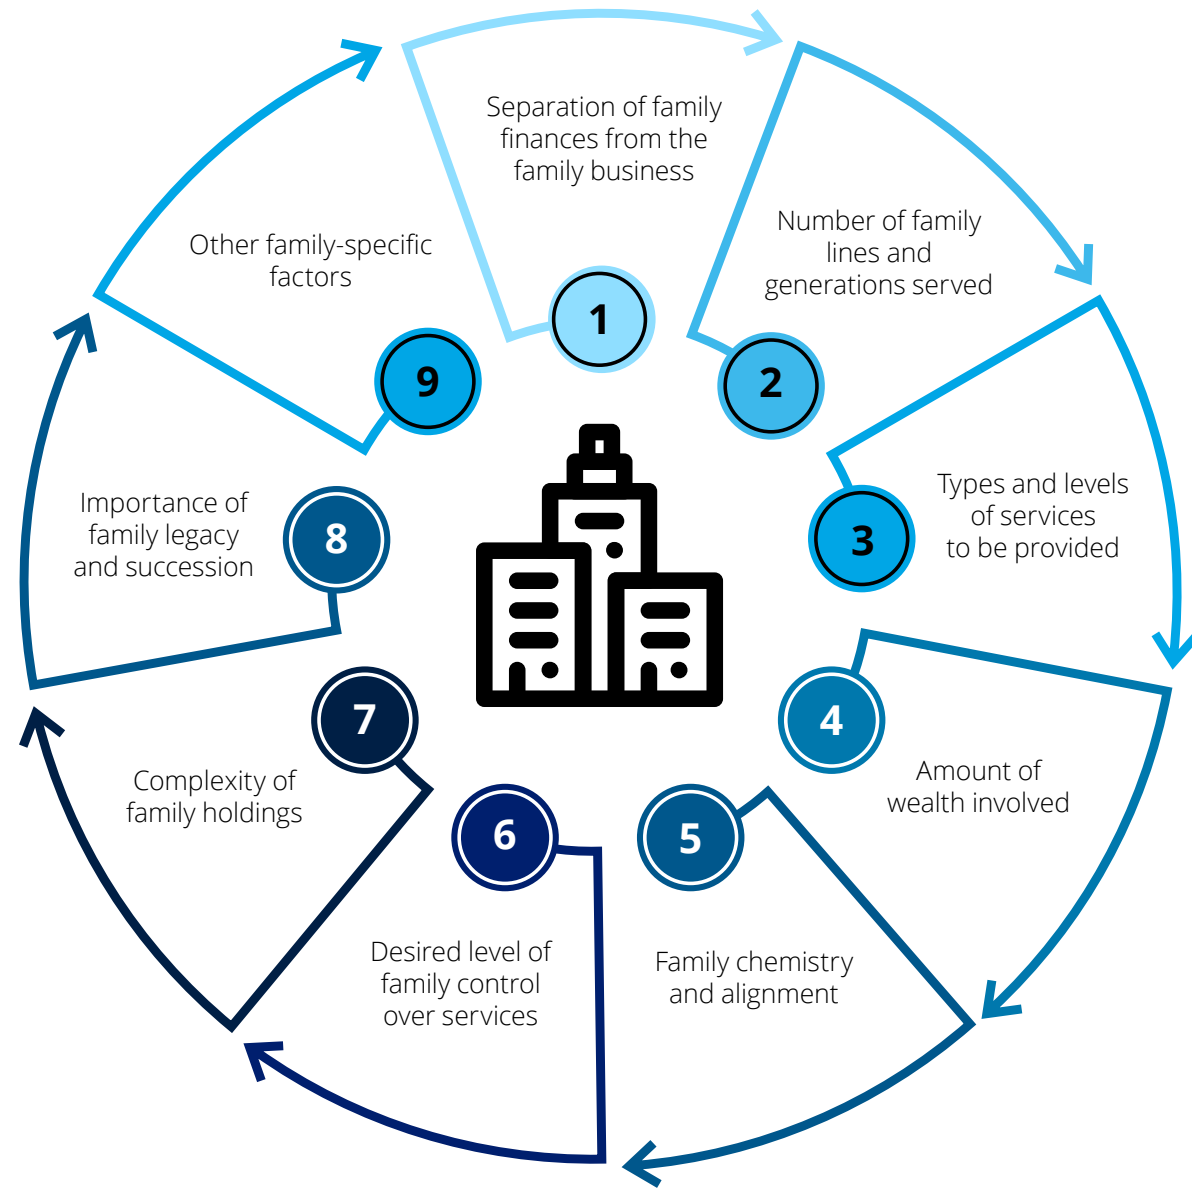 Separation of family
finances from the
family business
1
Number of family
lines and
generations served
2
Types and levels
of services
to be provided
3
Amount of
wealth involved
4
Family chemistry
and alignment
5
Desired level of
family control
over services
6
Complexity of
family holdings
7
Importance of
family legacy
and succession
8
Other family-specific
factors
9